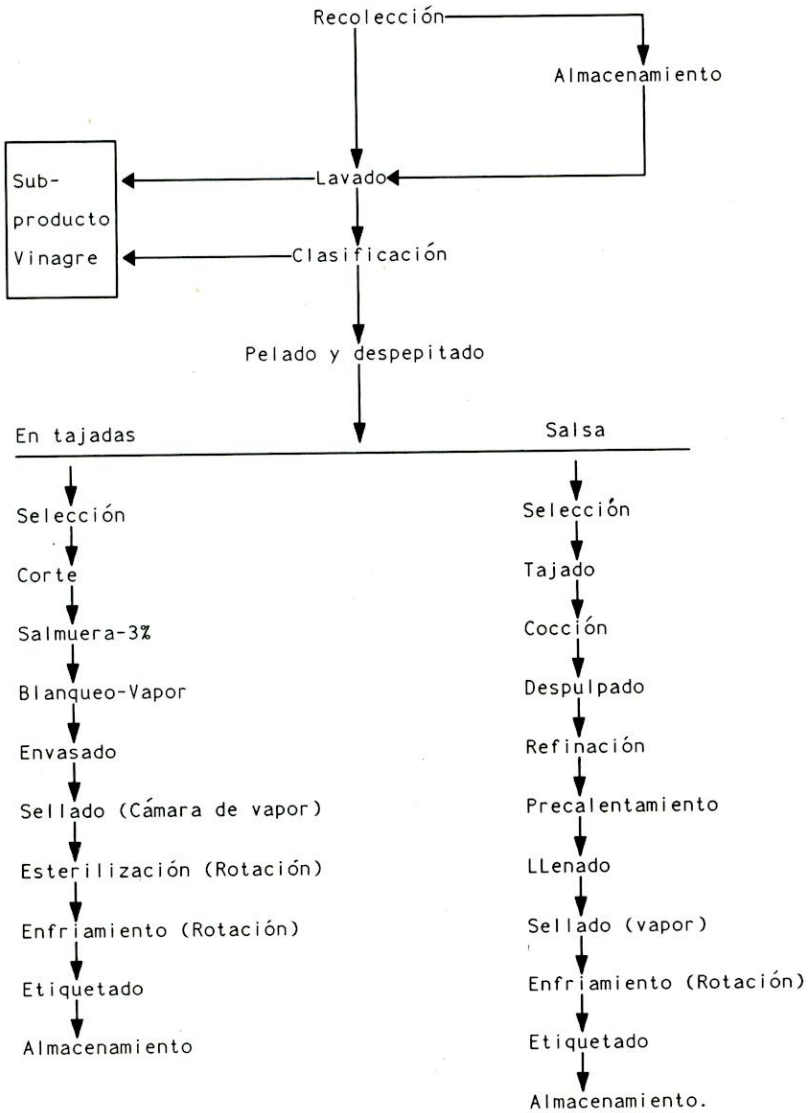 Recolección
Almacenamiento
Lavado
Sub-
producto
Vinagre
Clasificación
Pelado y despepitado
En tajadas
Selección
Corte
Salmuera-3%
Blanqueo-Vapor
Envasado
Sellado (Cámara de vapor)
Esterilización (Rotación)
Enfriamiento (Rotación)
Etiquetado
Almacenamiento
Salsa
Selección
Tajado
Cocción
Despulpado
Refinación
Precalentamiento
LLenado
Sellado (vapor)
Enfriamiento (Rotación)
Etiquetado
Almacenamiento.